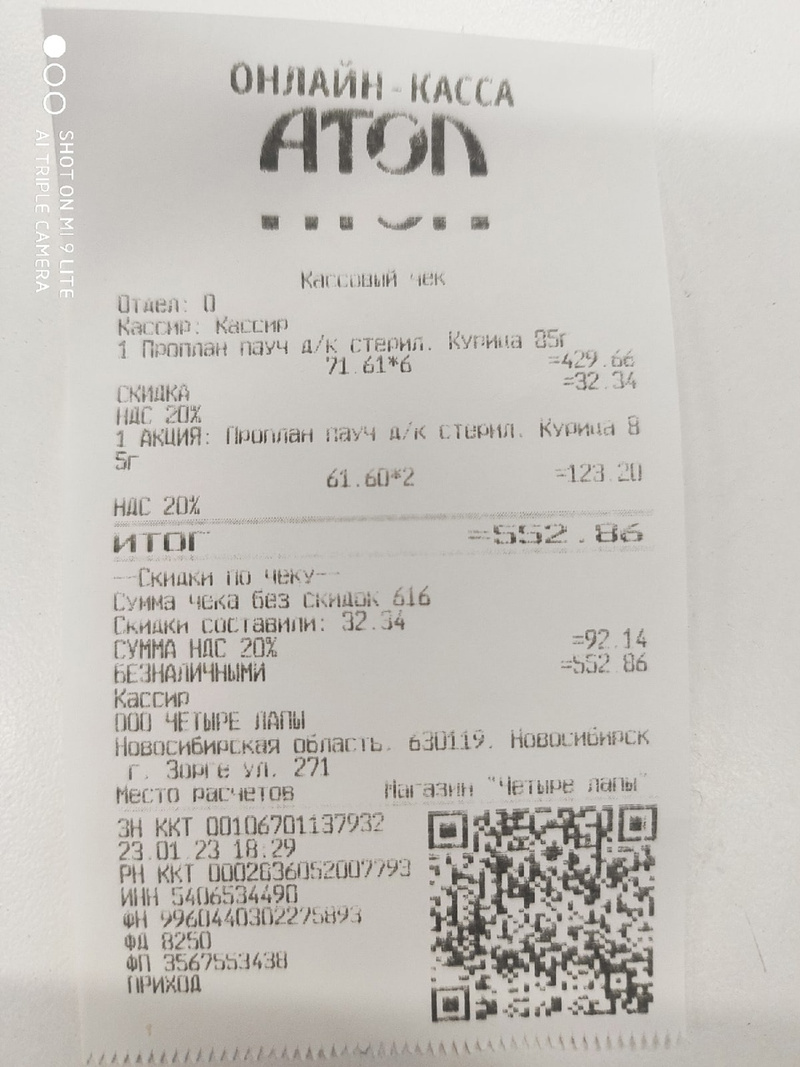 ОНЛАЙН-КАССА
АТОЛ
Кассовый чек
Отдел: 0
Кассир: Кассир
1 Проплан пауч д/к стерил. Курица 85г
71.61*6 =429.66
СКИДКА =32.34
НДС 20%
1 АКЦИЯ: Проплан пауч д/к стерил. Курица 8
5г
61.60*2 =123.20
НДС 20%
ИТОГ =552.86
--Скидки по чеку--
Сумма чека без скидок 616
Скидки составили: 32.34
СУММА НДС 20% =92.14
БЕЗНАЛИЧНЫМИ =552.86
Кассир
ООО ЧЕТЫРЕ ЛАПЫ
Новосибирская область. 630119. Новосибирск
г. Зорге ул. 271
Место расчетов Магазин "Четыре лапы"
ЗН ККТ 00106701137932
23.01.23 18:29
РН ККТ 0002636052007793
ИНН 5406534490
ФН 9960440302275893
ФД 8250
ФП 3567553438
ПРИХОД
SHOT ON MI 9 LITE
AI TRIPLE CAMERA